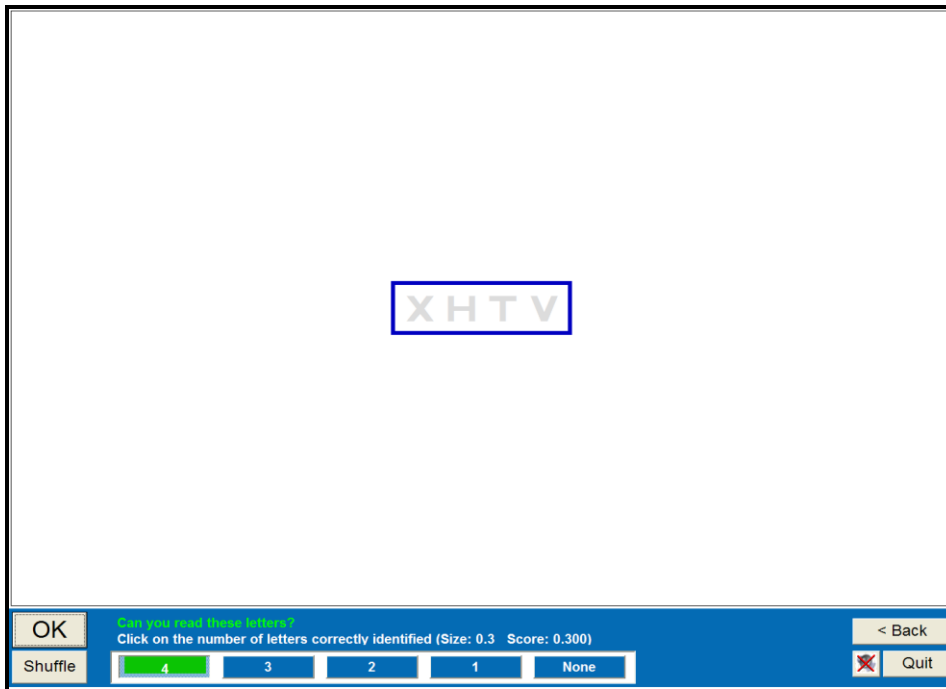 X H T V
OK
Can you read these letters?
Click on the number of letters correctly identified (Size: 0.3 Score: 0.300)
< Back
Shuffle
4 3 2 1 None
Quit